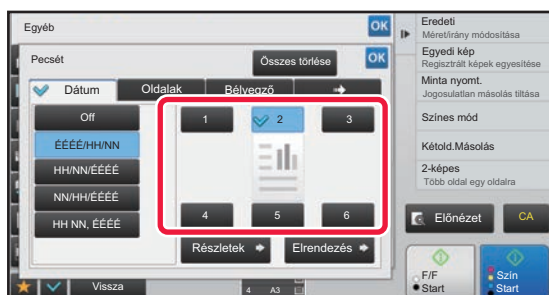 Egyéb
OK
Pecsét
Összes törlése
OK
Dátum
Oldalak
Bélyegző
Off
ÉÉÉÉ/HH/NN
HH/NN/ÉÉÉÉ
NN/HH/ÉÉÉÉ
HH NN, ÉÉÉÉ
1
2
3
4
5
6
Részletek
Elrendezés
Vissza
4
A3
Eredeti
Méret/irány módosítása
Egyedi kép
Regisztrált képek egyesítése
Minta nyomt.
Jogosulatlan másolás tiltása
Színes mód
Kétold.Másolás
2-képes
Több oldal egy oldalra
Előnézet
CA
F/F
Start
Szín
Start